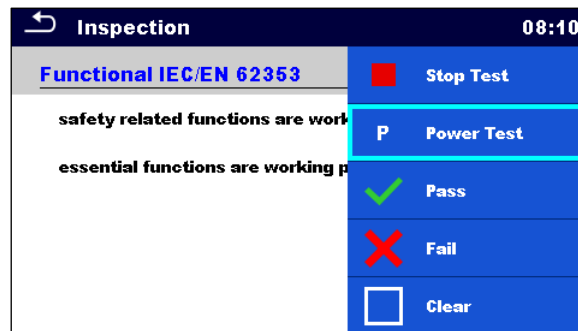 Inspection 08:10
Functional IEC/EN 62353
safety related functions are work
essential functions are working p
Stop Test
P Power Test
Pass
Fail
Clear